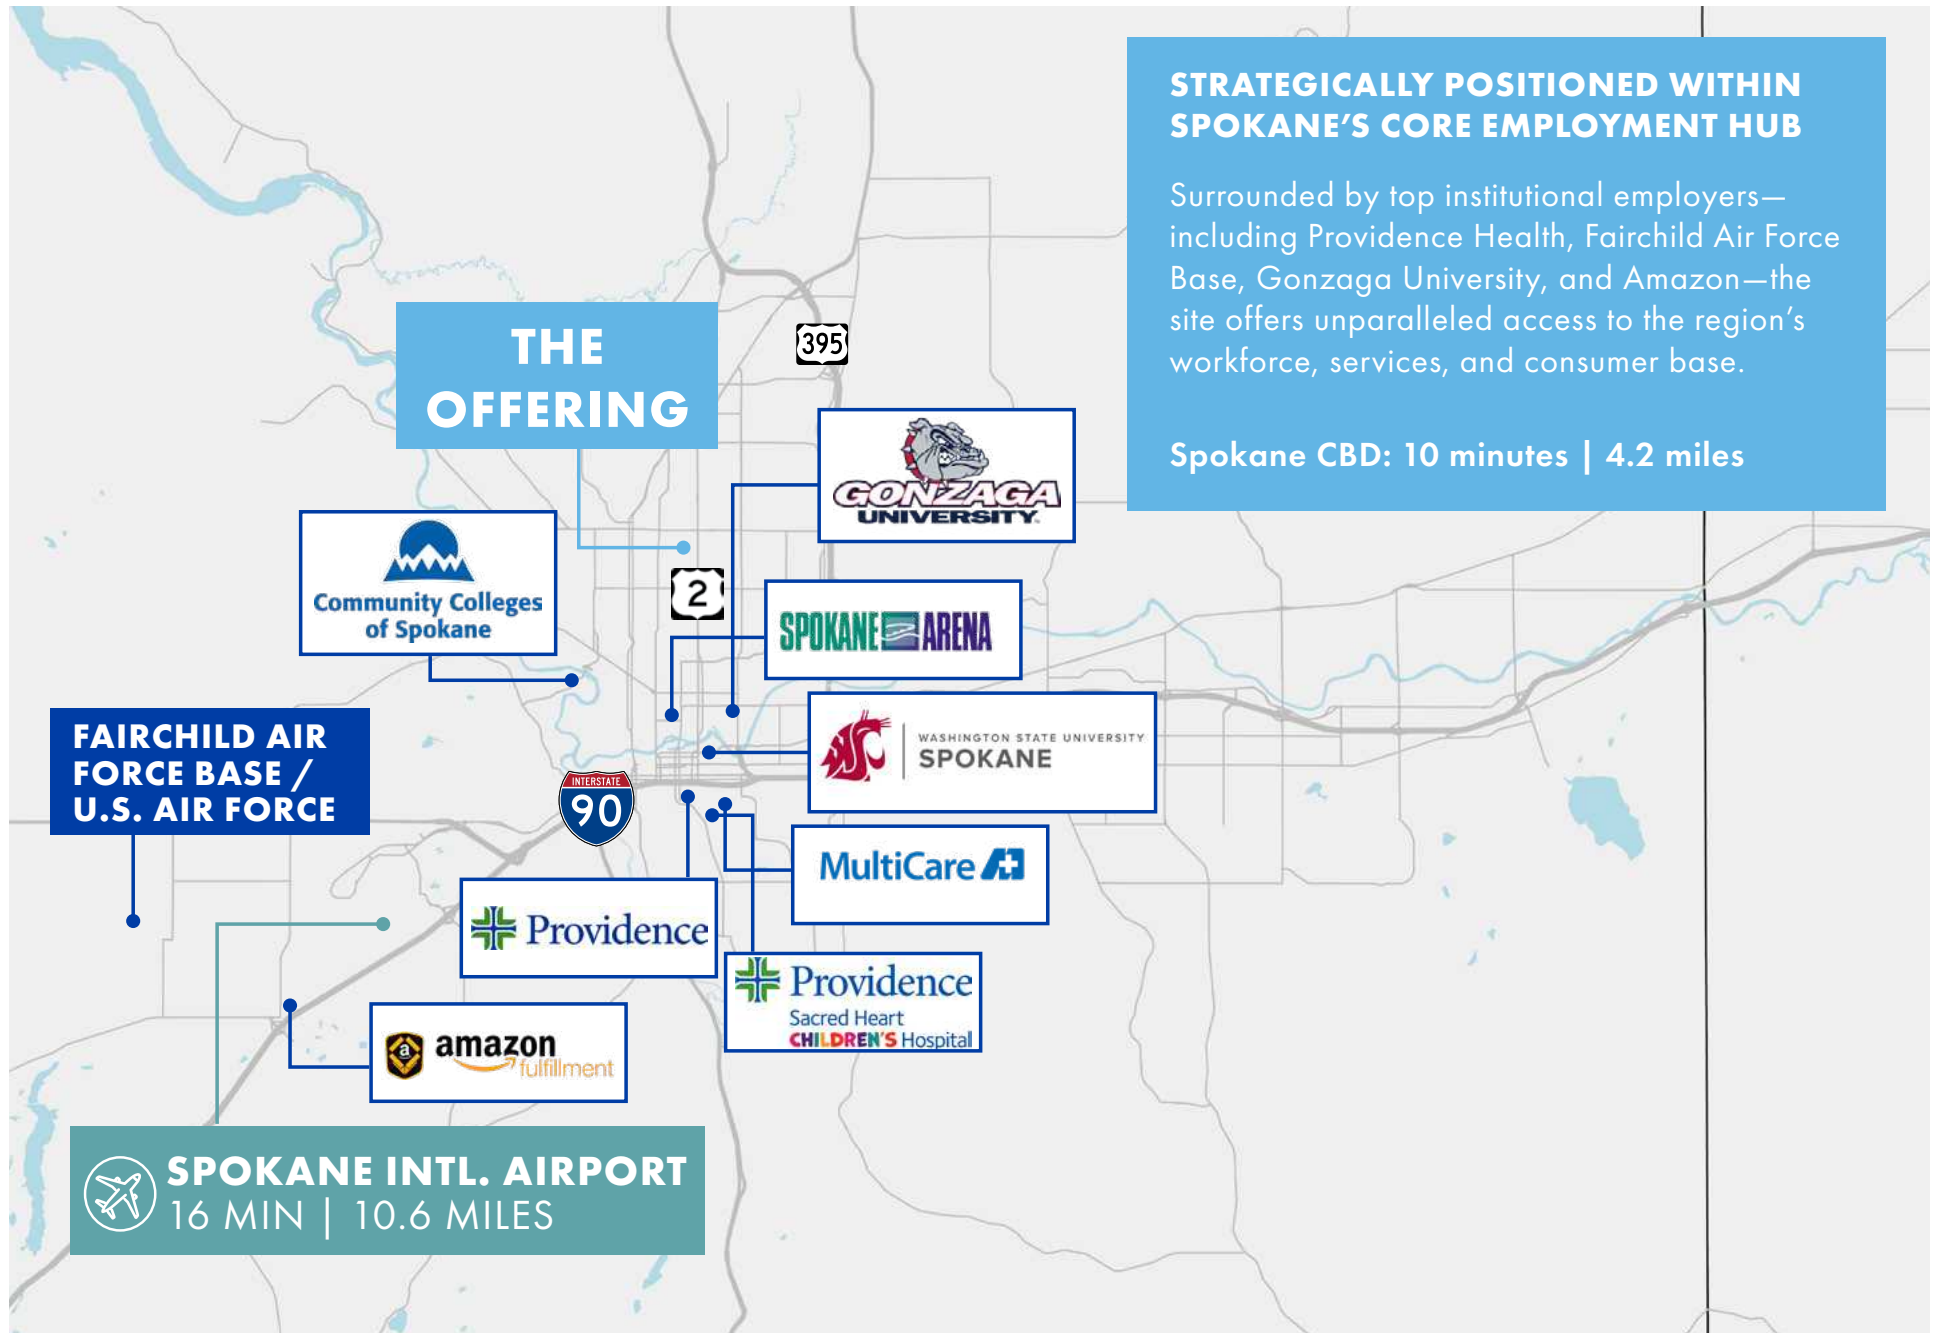 STRATEGICALLY POSITIONED WITHIN
SPOKANE'S CORE EMPLOYMENT HUB
Surrounded by top institutional employers—
including Providence Health, Fairchild Air Force
Base, Gonzaga University, and Amazon—the
site offers unparalleled access to the region's
workforce, services, and consumer base.
Spokane CBD: 10 minutes | 4.2 miles
THE
OFFERING
395
GONZAGA
UNIVERSITY
Community Colleges
of Spokane
2
SPOKANE ARENA
WASHINGTON STATE UNIVERSITY
SPOKANE
FAIRCHILD AIR
FORCE BASE /
U.S. AIR FORCE
INTERSTATE
90
MultiCare
Providence
Providence
Sacred Heart
CHILDREN'S Hospital
a
amazon
fulfillment
SPOKANE INTL. AIRPORT
16 MIN | 10.6 MILES